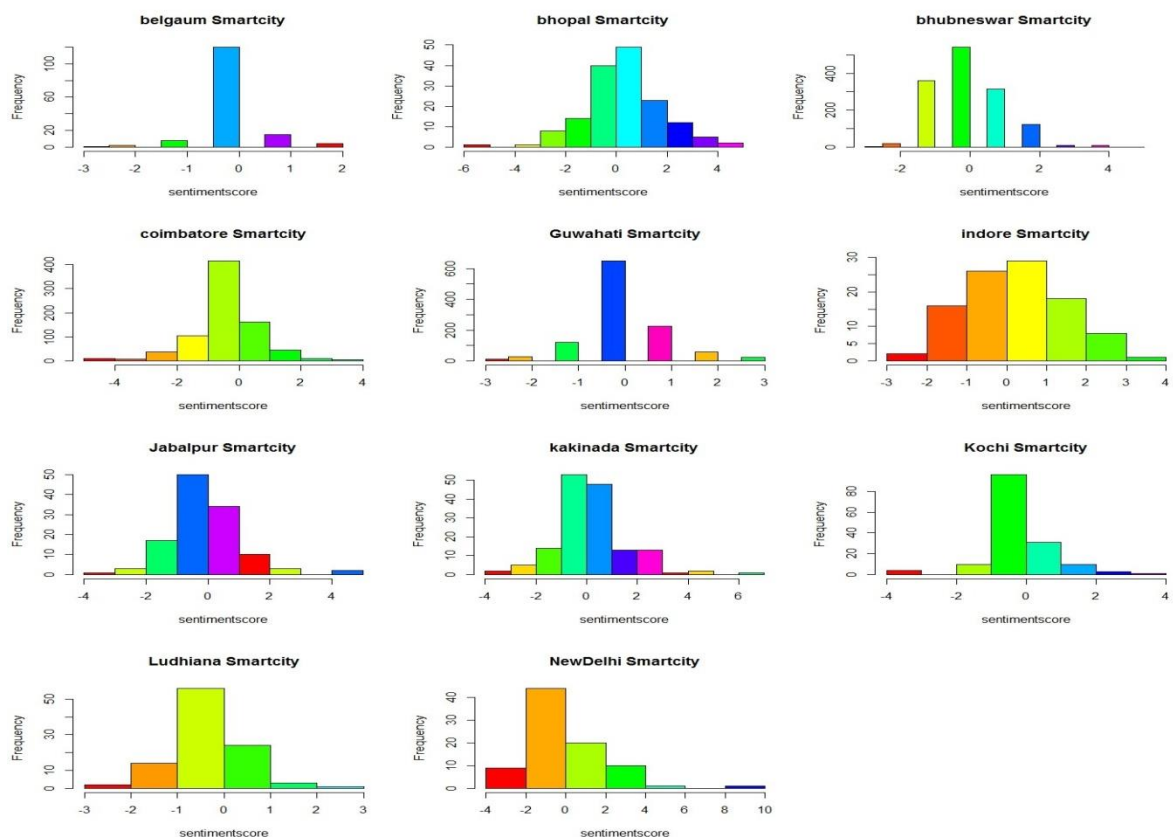 belgaum Smartcity
Frequency
0 20 60 100
-3 -2 -1 0 1 2
sentimentscore
bhopal Smartcity
Frequency
0 10 20 30 40 50
-6 -4 -2 0 2 4
sentimentscore
bhubneswar Smartcity
Frequency
0 200 400
-2 0 2 4
sentimentscore
coimbatore Smartcity
Frequency
0 100 200 300 400
-4 -2 0 2 4
sentimentscore
Guwahati Smartcity
Frequency
0 200 400 600
-3 -2 -1 0 1 2 3
sentimentscore
indore Smartcity
Frequency
0 5 10 20 30
-3 -2 -1 0 1 2 3 4
sentimentscore
Jabalpur Smartcity
Frequency
0 10 20 30 40 50
-4 -2 0 2 4
sentimentscore
kakinada Smartcity
Frequency
0 10 20 30 40 50
-4 -2 0 2 4 6
sentimentscore
Kochi Smartcity
Frequency
0 20 40 60 80
-4 -2 0 2 4
sentimentscore
Ludhiana Smartcity
Frequency
0 10 30 50
-3 -2 -1 0 1 2 3
sentimentscore
NewDelhi Smartcity
Frequency
0 10 20 30 40
-4 -2 0 2 4 6 8 10
sentimentscore